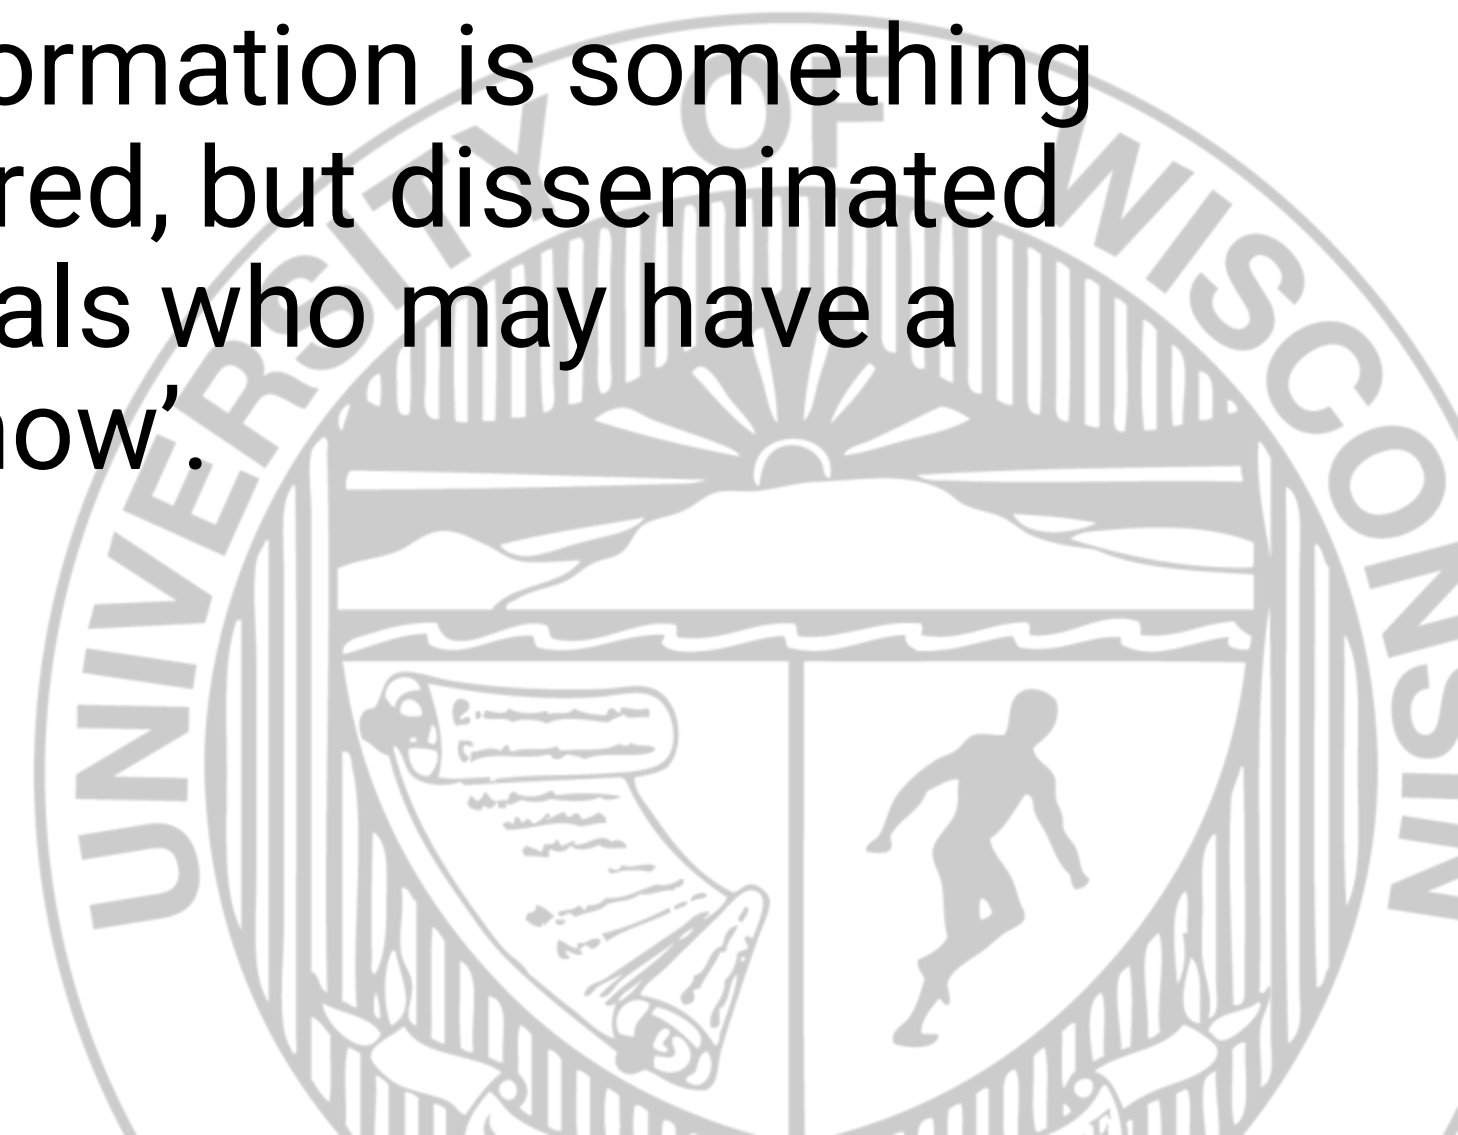 ormation is something
red, but disseminated
als who may have a
now’.
UNIVERSITY OF WISCONSIN